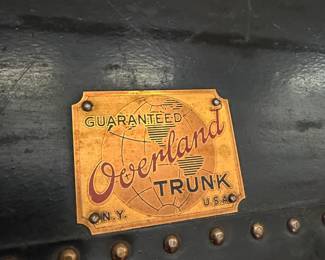 GUARANTEED
Overland
TRUNK
N.Y. U.S.A.